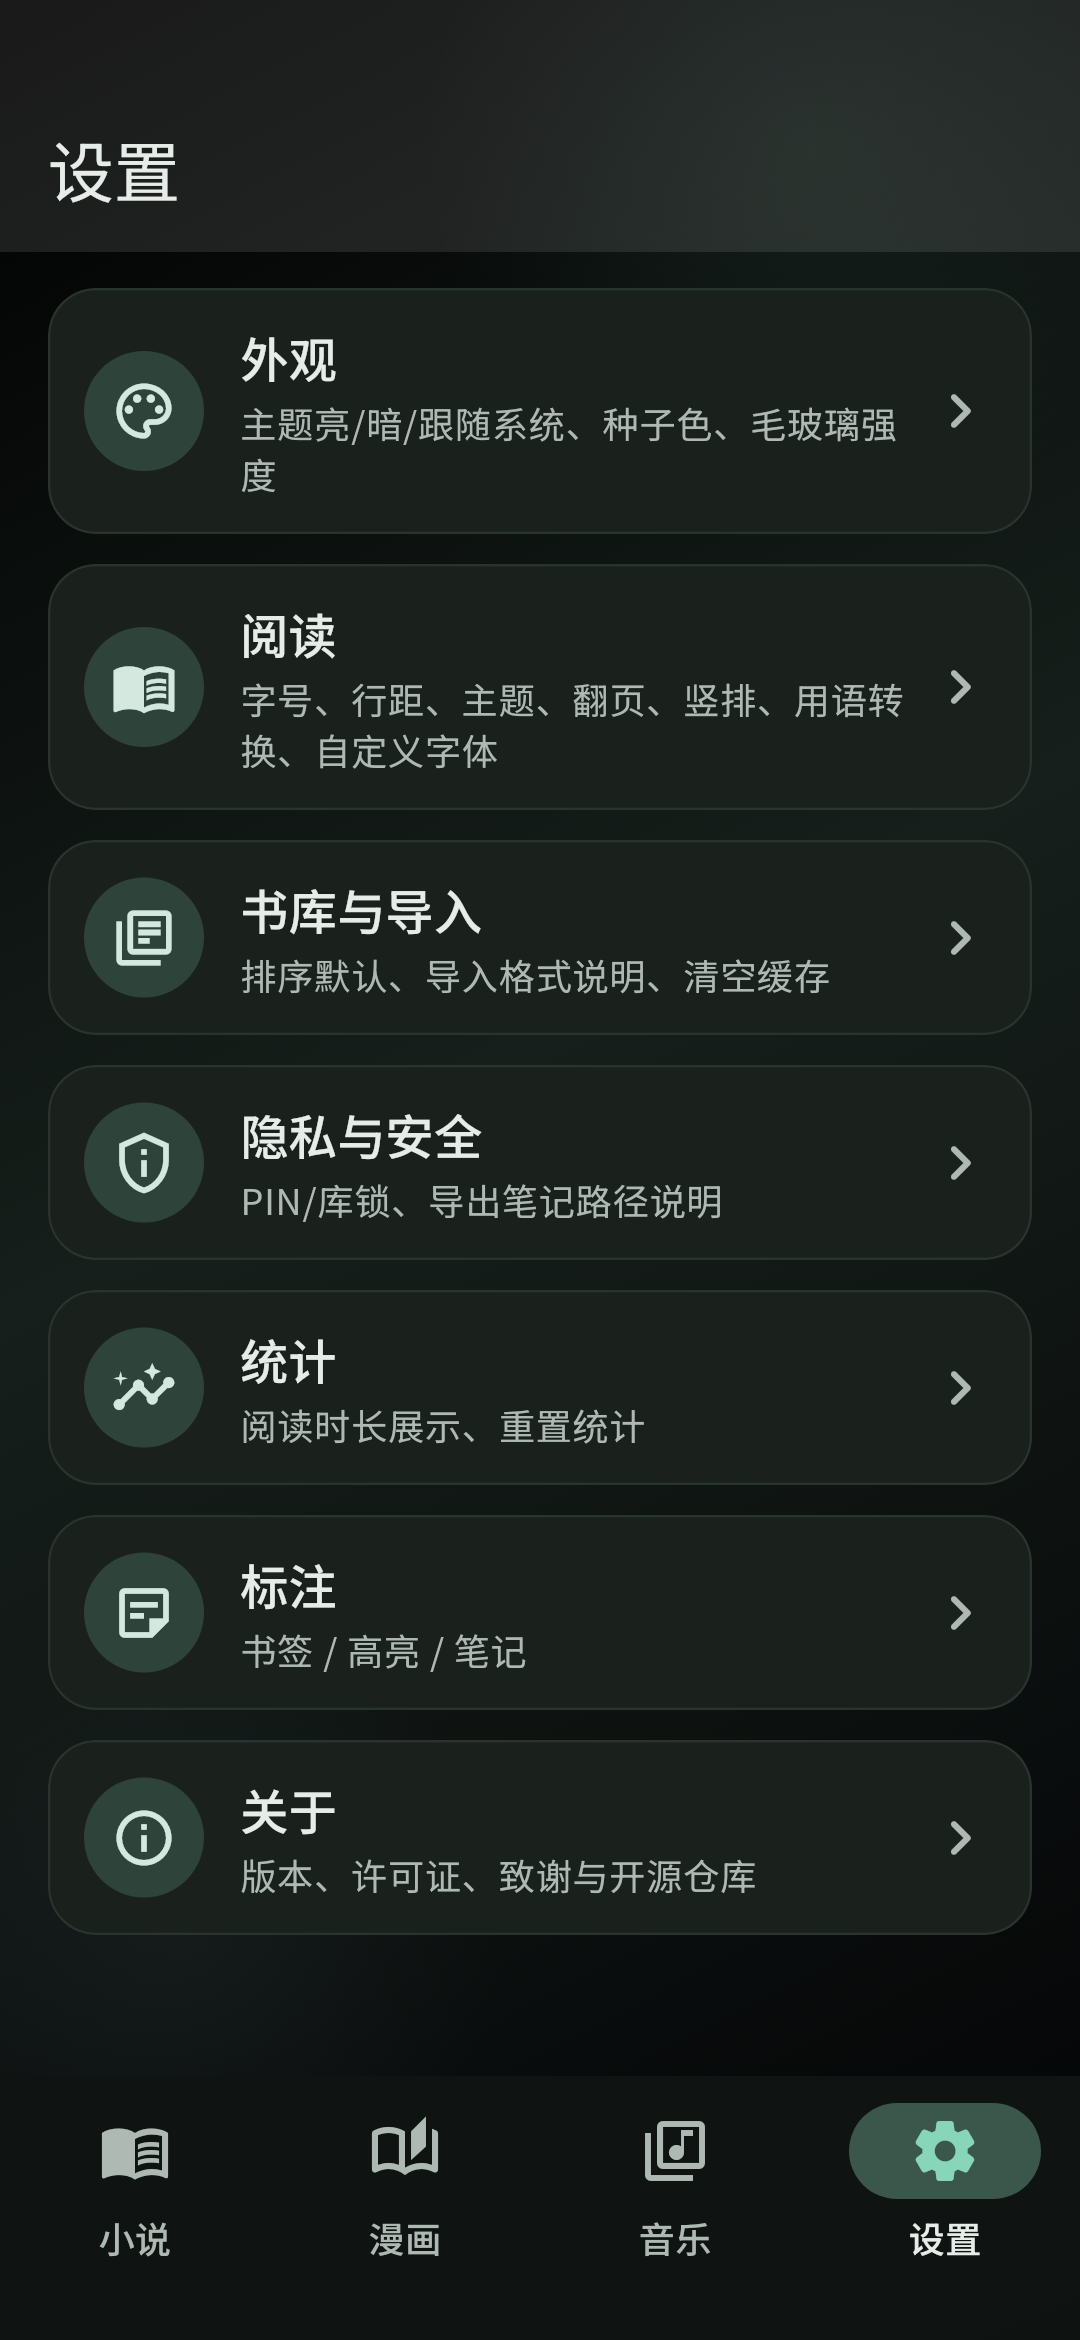 设置
外观
主题亮/暗/跟随系统、种子色、毛玻璃强
度
阅读
字号、行距、主题、翻页、竖排、用语转
换、自定义字体
书库与导入
排序默认、导入格式说明、清空缓存
隐私与安全
PIN/库锁、导出笔记路径说明
统计
阅读时长展示、重置统计
标注
书签 / 高亮 / 笔记
关于
版本、许可证、致谢与开源仓库
小说
漫画
音乐
设置